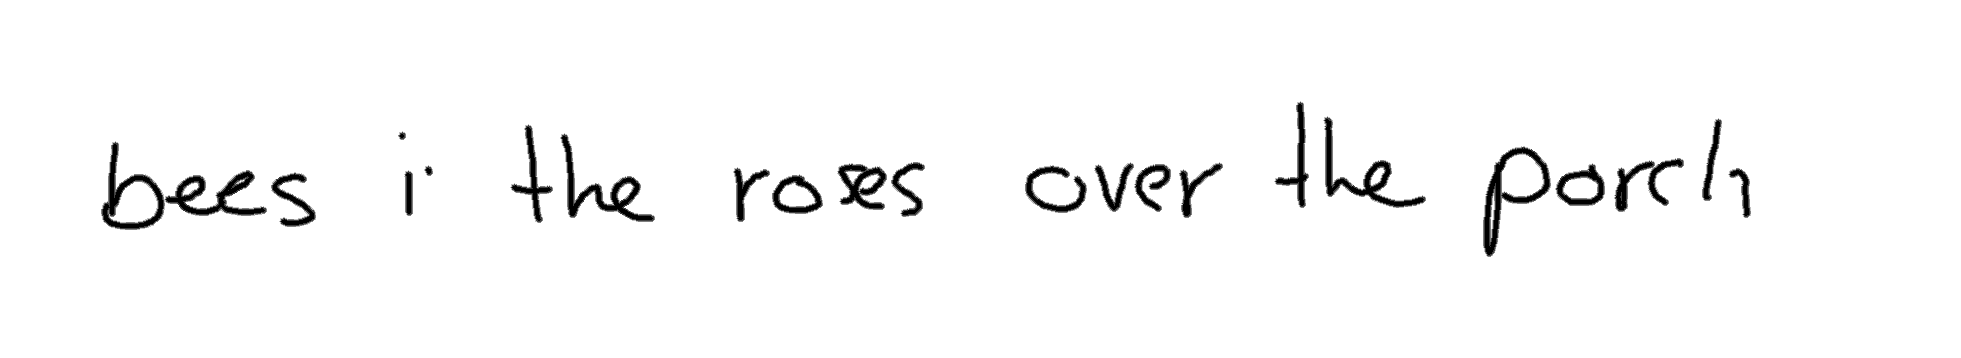 bees i the roses over the porch